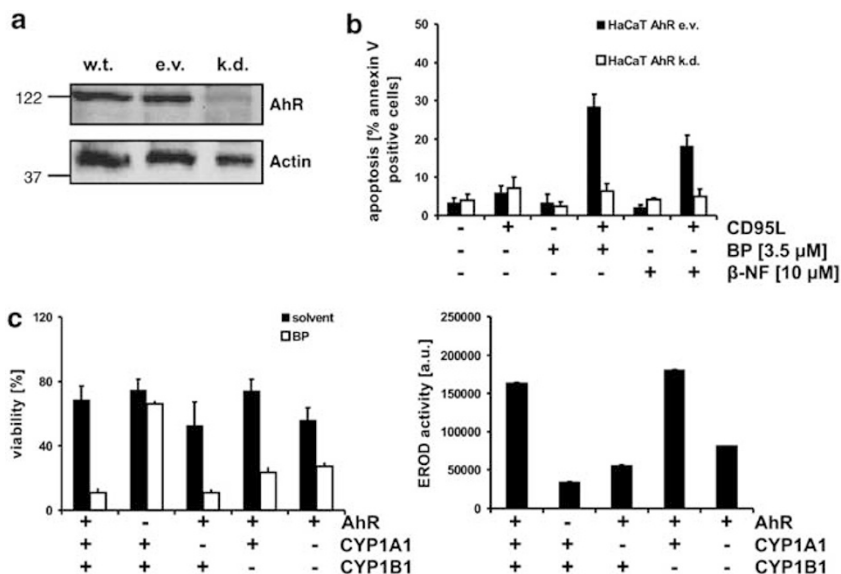 a
w.t. e.v. k.d.
122
AhR
37
Actin
b
apoptosis [% annexin V
positive cells]
50
40
30
20
10
0
HaCaT AhR e.v.
HaCaT AhR k.d.
- + - + - + CD95L
- - + + - - BP [3.5 µM]
- - - - + + β-NF [10 µM]
c
viability [%]
120
80
40
0
solvent
BP
+ - + + + AhR
+ + - + - CYP1A1
+ + + - - CYP1B1
EROD activity [a.u.]
250000
200000
150000
100000
50000
0
+ - + + + AhR
+ + - + - CYP1A1
+ + + - - CYP1B1